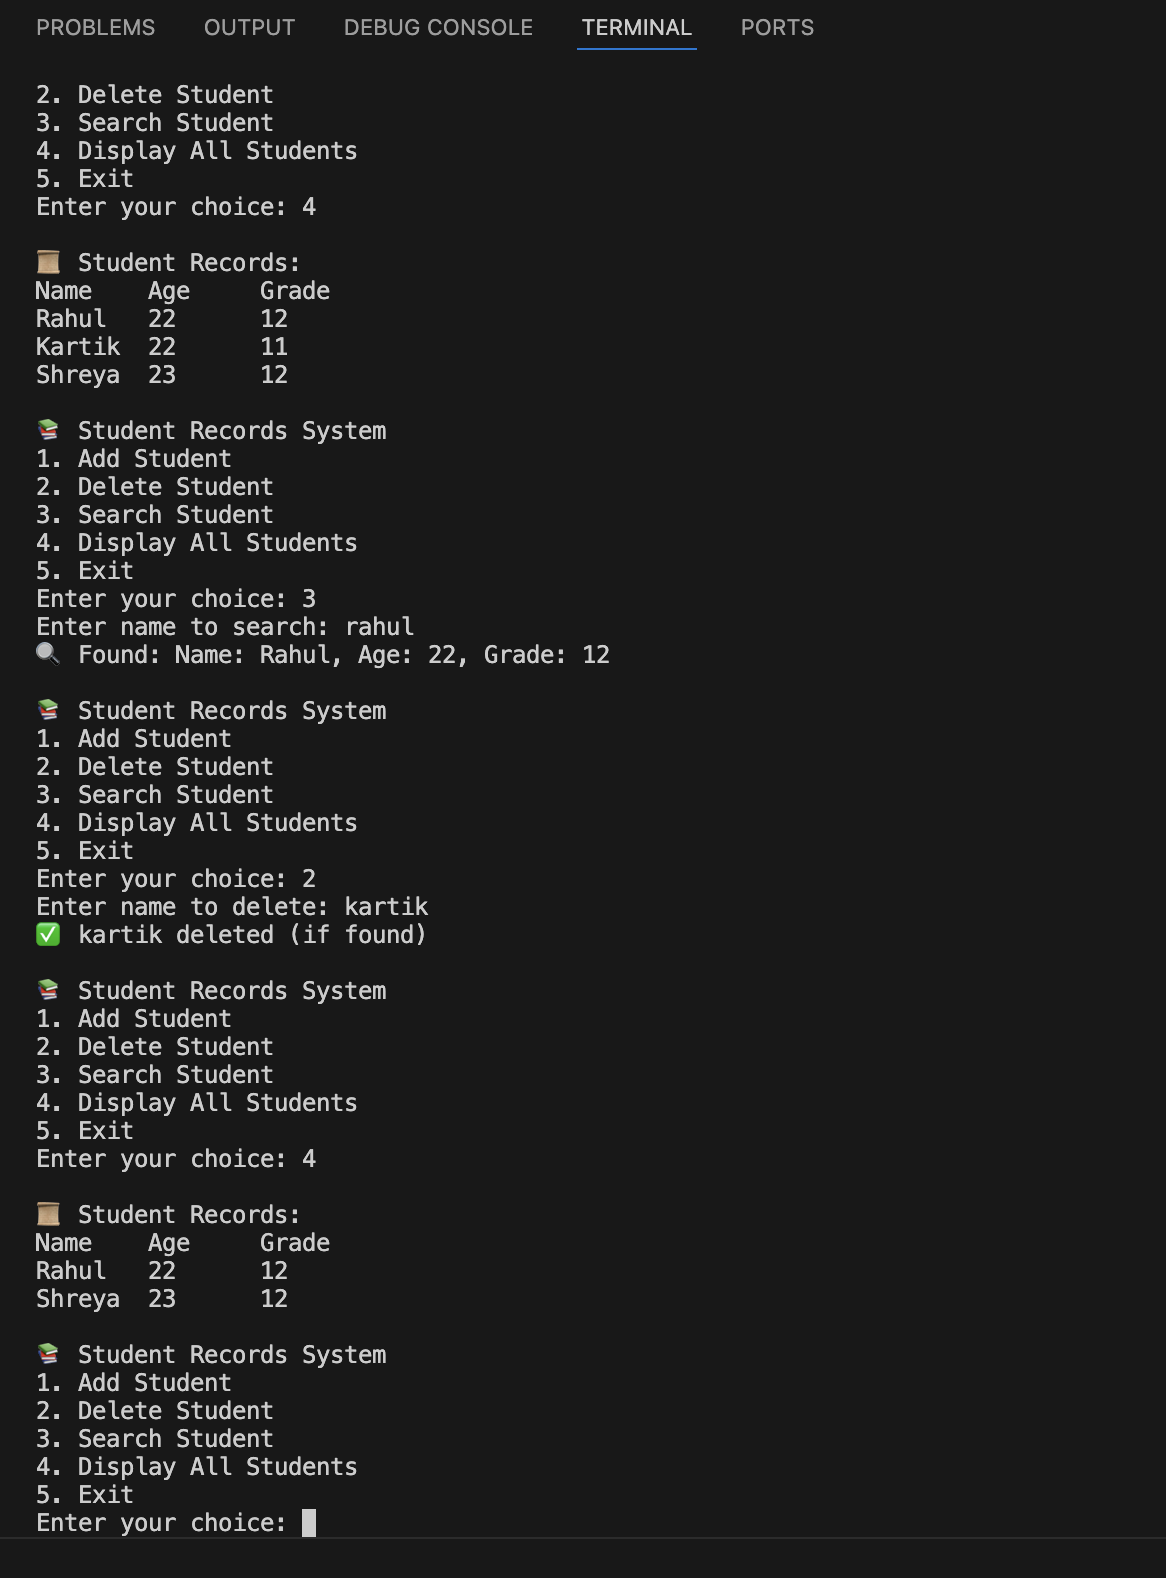 PROBLEMS OUTPUT DEBUG CONSOLE TERMINAL PORTS
2. Delete Student
3. Search Student
4. Display All Students
5. Exit
Enter your choice: 4
📜 Student Records:
Name Age Grade
Rahul 22 12
Kartik 22 11
Shreya 23 12
📚 Student Records System
1. Add Student
2. Delete Student
3. Search Student
4. Display All Students
5. Exit
Enter your choice: 3
Enter name to search: rahul
🔍 Found: Name: Rahul, Age: 22, Grade: 12
📚 Student Records System
1. Add Student
2. Delete Student
3. Search Student
4. Display All Students
5. Exit
Enter your choice: 2
Enter name to delete: kartik
✅ kartik deleted (if found)
📚 Student Records System
1. Add Student
2. Delete Student
3. Search Student
4. Display All Students
5. Exit
Enter your choice: 4
📜 Student Records:
Name Age Grade
Rahul 22 12
Shreya 23 12
📚 Student Records System
1. Add Student
2. Delete Student
3. Search Student
4. Display All Students
5. Exit
Enter your choice: